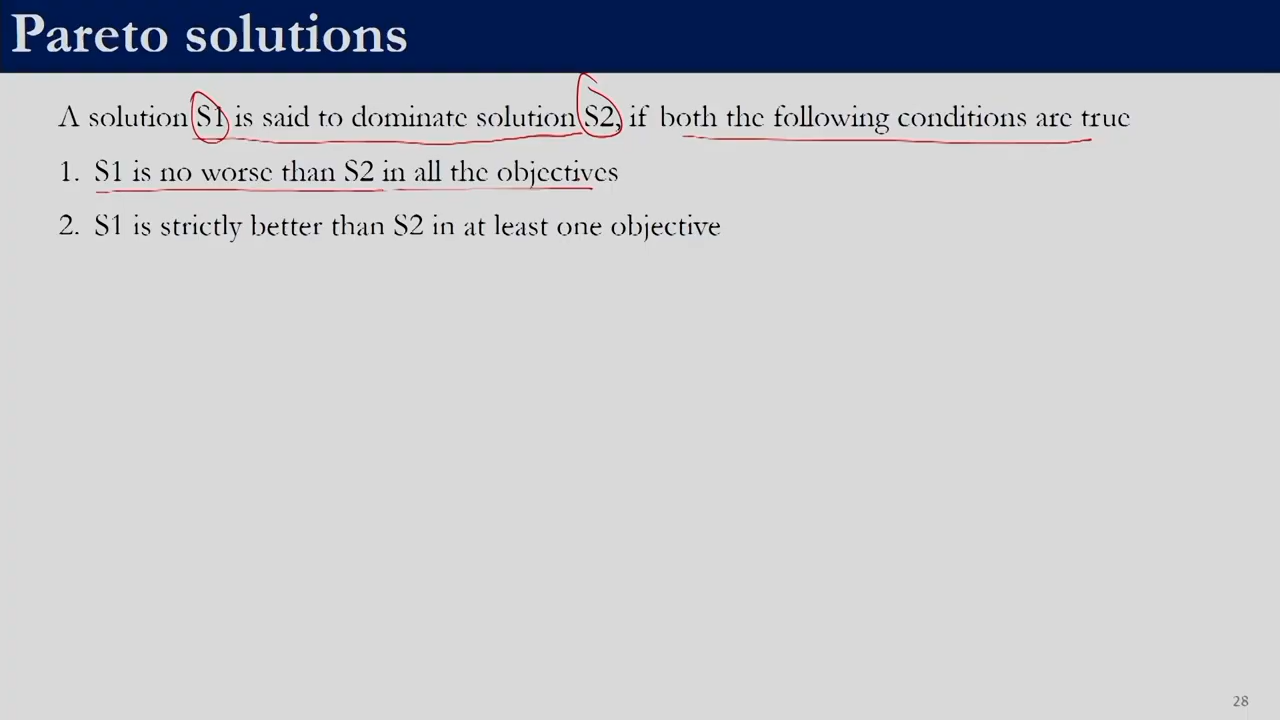 Pareto solutions
A solution S1 is said to dominate solution S2, if both the following conditions are true
1. S1 is no worse than S2 in all the objectives
2. S1 is strictly better than S2 in at least one objective
28